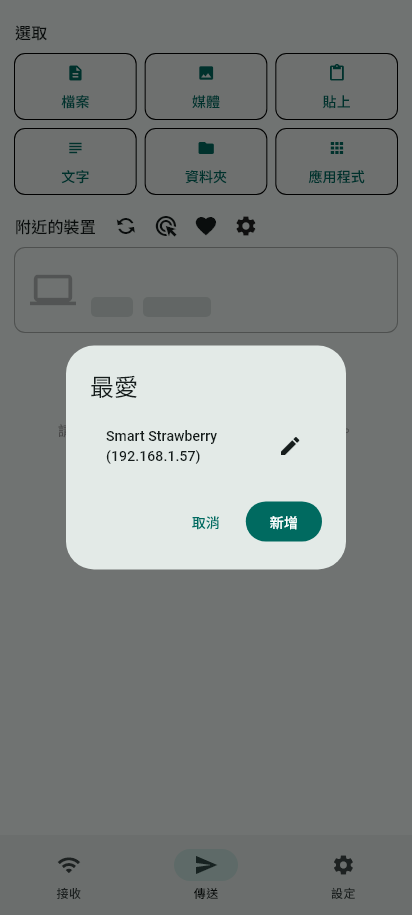 選取
檔案
媒體
貼上
文字
資料夾
應用程式
附近的裝置
最愛
Smart Strawberry
(192.168.1.57)
取消
新增
接收
傳送
設定